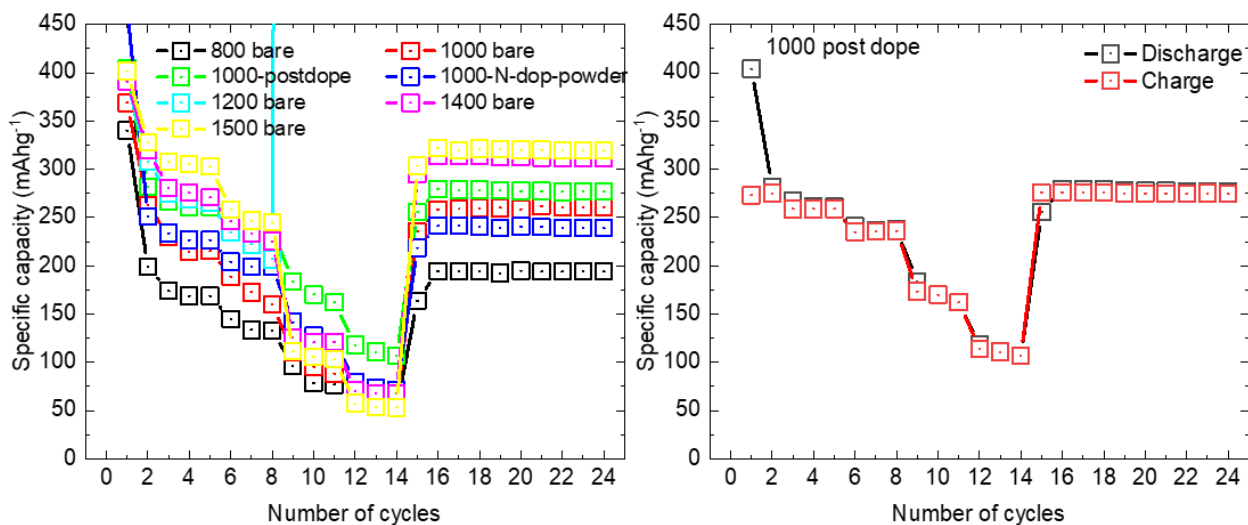 450
400
350
300
250
200
150
100
50
0
Specific capacity (mAhg⁻¹)
800 bare
1000 bare
1000-postdope
1000-N-dop-powder
1200 bare
1400 bare
1500 bare
0 2 4 6 8 10 12 14 16 18 20 22 24
Number of cycles
450
400
350
300
250
200
150
100
50
0
Specific capacity (mAhg⁻¹)
1000 post dope
Discharge
Charge
0 2 4 6 8 10 12 14 16 18 20 22 24
Number of cycles